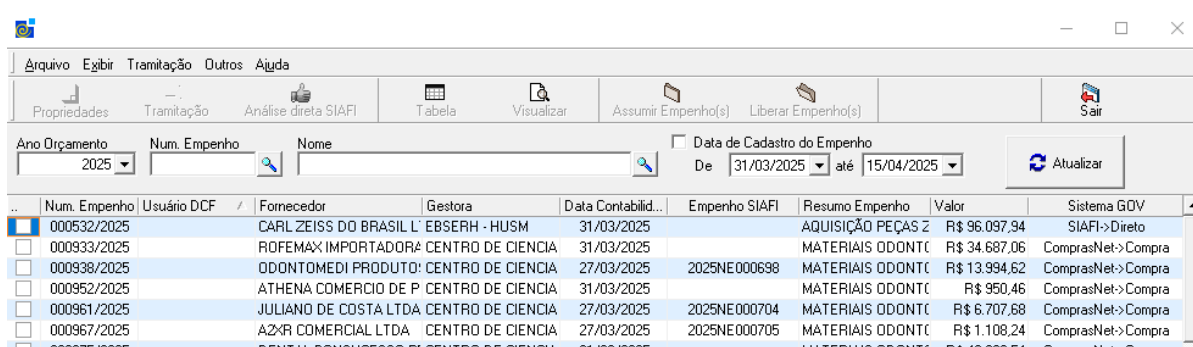 Arquivo Exibir Tramitação Outros Ajuda
Propriedades Tramitação Análise direta SIAFI Tabela Visualizar Assumir Empenho(s) Liberar Empenho(s) Sair
Ano Orçamento Num. Empenho Nome Data de Cadastro do Empenho
2025 De 31/03/2025 até 15/04/2025 Atualizar
.. Num. Empenho Usuário DCF / Fornecedor Gestora Data Contabilid... Empenho SIAFI Resumo Empenho Valor Sistema GOV
000532/2025 CARL ZEISS DO BRASIL L EBSERH - HUSM 31/03/2025 AQUISIÇÃO PEÇAS Z R$ 96.097,94 SIAFI->Direto
000933/2025 ROFEMAX IMPORTADORA CENTRO DE CIENCIA 31/03/2025 MATERIAIS ODONTO R$ 34.687,06 ComprasNet->Compra
000938/2025 ODONTOMEDI PRODUTO CENTRO DE CIENCIA 27/03/2025 2025NE000698 MATERIAIS ODONTO R$ 13.994,62 ComprasNet->Compra
000952/2025 ATHENA COMERCIO DE P CENTRO DE CIENCIA 31/03/2025 MATERIAIS ODONTO R$ 950,46 ComprasNet->Compra
000961/2025 JULIANO DE COSTA LTDA CENTRO DE CIENCIA 27/03/2025 2025NE000704 MATERIAIS ODONTO R$ 6.707,68 ComprasNet->Compra
000967/2025 A2XR COMERCIAL LTDA CENTRO DE CIENCIA 27/03/2025 2025NE000705 MATERIAIS ODONTO R$ 1.108,24 ComprasNet->Compra